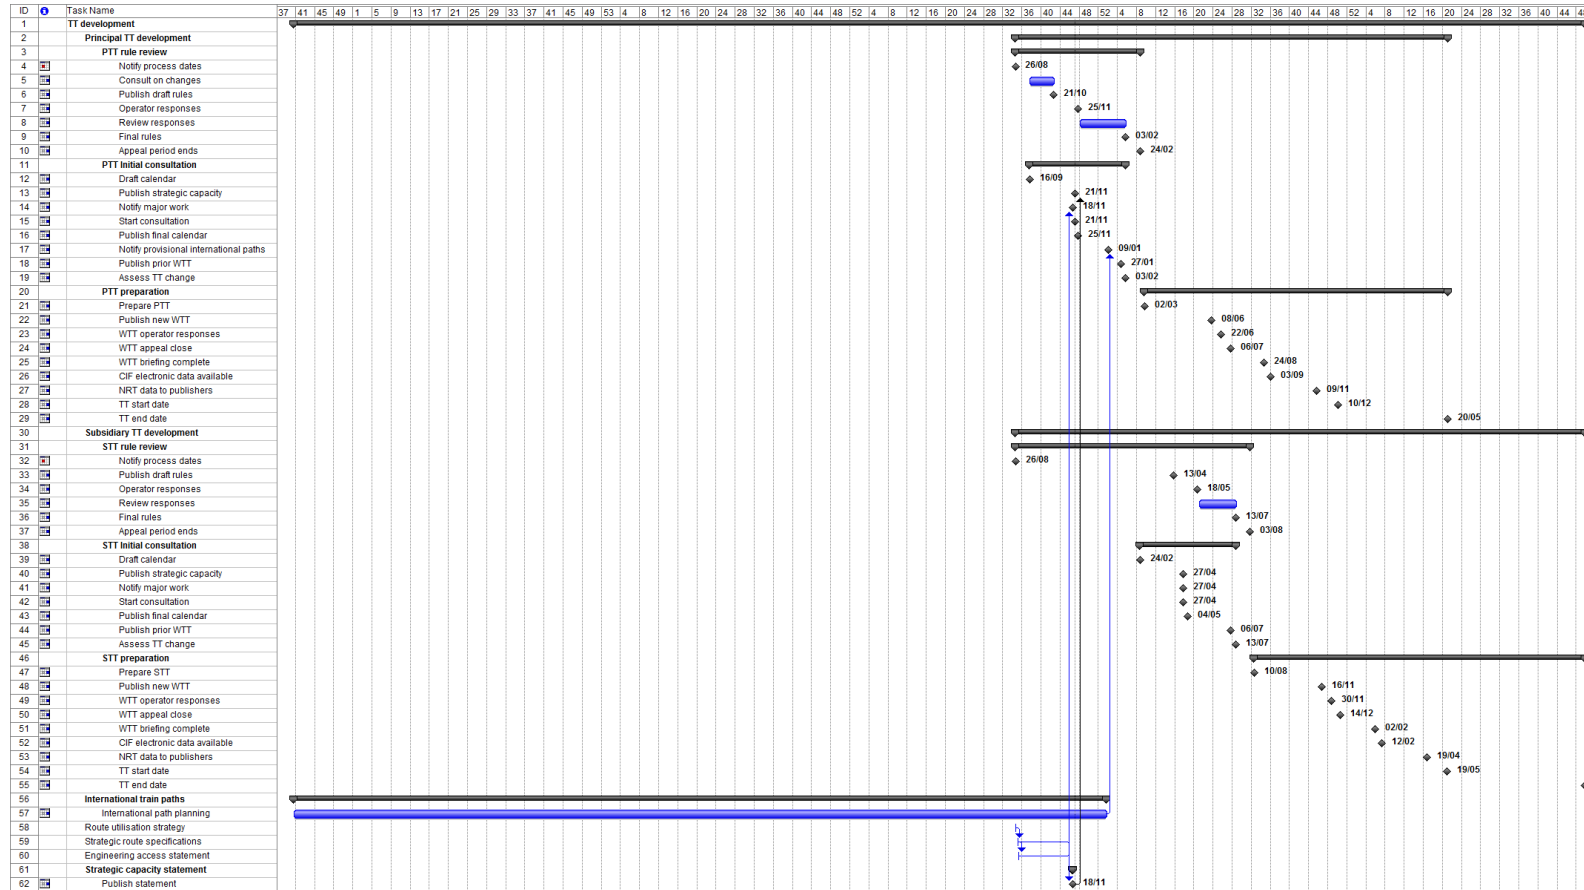 ID Task Name 37 41 45 49 1 5 9 13 17 21 25 29 33 37 41 45 49 53 4 8 12 16 20 24 28 32 36 40 44 48 52 4 8 12 16 20 24 28 32 36 40 44 48 52 4 8 12 16 20 24 28 32 36 40 44 48 52 4 8 12 16 20 24 28 32 36 40 44 48
1 TT development
2 Principal TT development
3 PTT rule review
4 Notify process dates 26/08
5 Consult on changes
6 Publish draft rules 21/10
7 Operator responses 25/11
8 Review responses
9 Final rules 03/02
10 Appeal period ends 24/02
11 PTT Initial consultation
12 Draft calendar 16/09
13 Publish strategic capacity 21/11
14 Notify major work 18/11
15 Start consultation 21/11
16 Publish final calendar 25/11
17 Notify provisional international paths 09/01
18 Publish prior WTT 27/01
19 Assess TT change 03/02
20 PTT preparation
21 Prepare PTT 02/03
22 Publish new WTT 08/06
23 WTT operator responses 22/06
24 WTT appeal close 06/07
25 WTT briefing complete 24/08
26 CIF electronic data available 03/09
27 NRT data to publishers 09/11
28 TT start date 10/12
29 TT end date 20/05
30 Subsidiary TT development
31 STT rule review
32 Notify process dates 26/08
33 Publish draft rules 13/04
34 Operator responses 18/05
35 Review responses
36 Final rules 13/07
37 Appeal period ends 03/08
38 STT Initial consultation
39 Draft calendar 24/02
40 Publish strategic capacity 27/04
41 Notify major work 27/04
42 Start consultation 27/04
43 Publish final calendar 04/05
44 Publish prior WTT 06/07
45 Assess TT change 13/07
46 STT preparation
47 Prepare STT 10/08
48 Publish new WTT 16/11
49 WTT operator responses 30/11
50 WTT appeal close 14/12
51 WTT briefing complete 02/02
52 CIF electronic data available 12/02
53 NRT data to publishers 19/04
54 TT start date 19/05
55 TT end date
56 International train paths
57 International path planning
58 Route utilisation strategy
59 Strategic route specifications
60 Engineering access statement
61 Strategic capacity statement
62 Publish statement 18/11